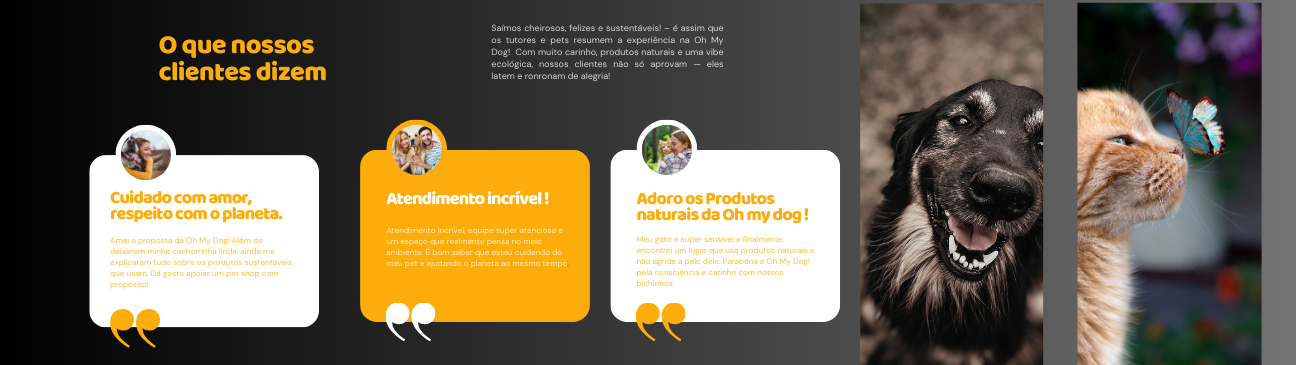 O que nossos
clientes dizem
Saímos cheirosos, felizes e sustentáveis! – é assim que
os tutores e pets resumem a experiência na Oh My
Dog! Com muito carinho, produtos naturais e uma vibe
ecológica, nossos clientes não só aprovam — eles
latem e ronronam de alegria!
Cuidado com amor,
respeito com o planeta.
Amei a proposta da Oh My Dog! Além de
deixarem minha cachorrinha linda, ainda me
explicaram tudo sobre os produtos sustentáveis
que usam. Dá gosto apoiar um pet shop com
propósito!
Atendimento incrível !
Atendimento incrível, equipe super atenciosa e
um espaço que realmente pensa no meio
ambiente. É bom saber que estou cuidando do
meu pet e ajudando o planeta ao mesmo tempo.
Adoro os Produtos
naturais da Oh my dog !
Meu gato é super sensível e finalmente
encontrei um lugar que usa produtos naturais e
não agride a pele dele. Parabéns à Oh My Dog!
pela consciência e carinho com nossos
bichinhos.